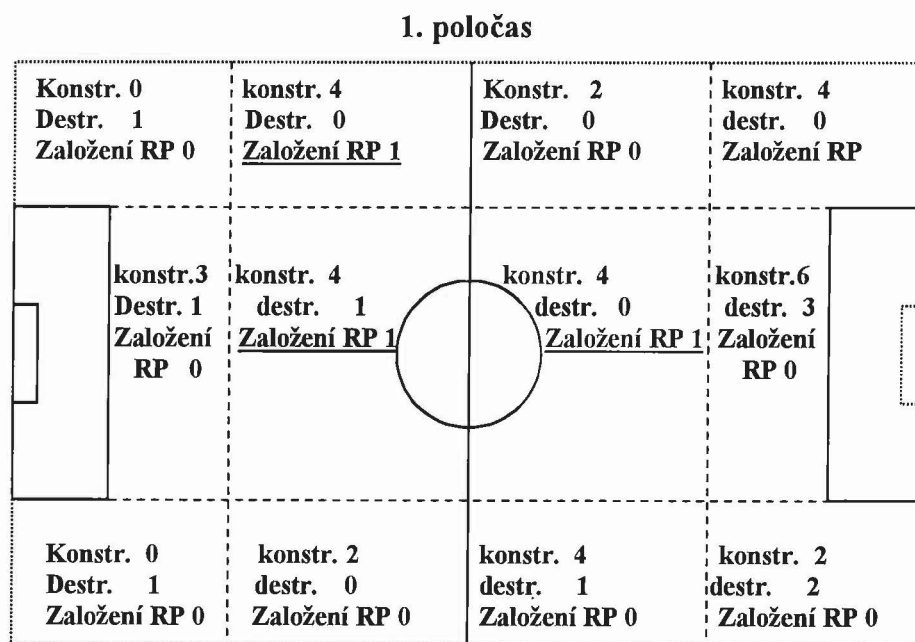 1. poločas
Konstr. 0
Destr. 1
Založení RP 0
konstr. 4
Destr. 0
Založení RP 1
Konstr. 2
Destr. 0
Založení RP 0
konstr. 4
destr. 0
Založení RP
konstr.3
Destr. 1
Založení
RP 0
konstr. 4
destr. 1
Založení RP 1
konstr. 4
destr. 0
Založení RP 1
konstr.6
destr. 3
Založení
RP 0
Konstr. 0
Destr. 1
Založení RP 0
konstr. 2
destr. 0
Založení RP 0
konstr. 4
destr. 1
Založení RP 0
konstr. 2
destr. 2
Založení RP 0